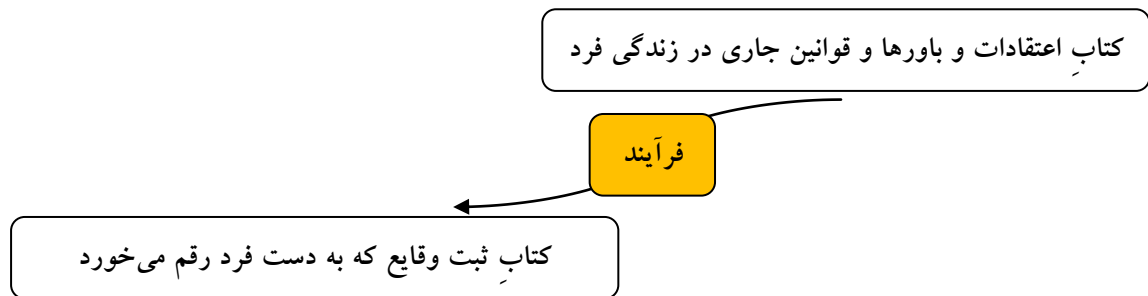 کتابِ اعتقادات و باورها و قوانین جاری در زندگی فرد
فرآیند
کتابِ ثبت وقایع که به دست فرد رقم می‌خورد